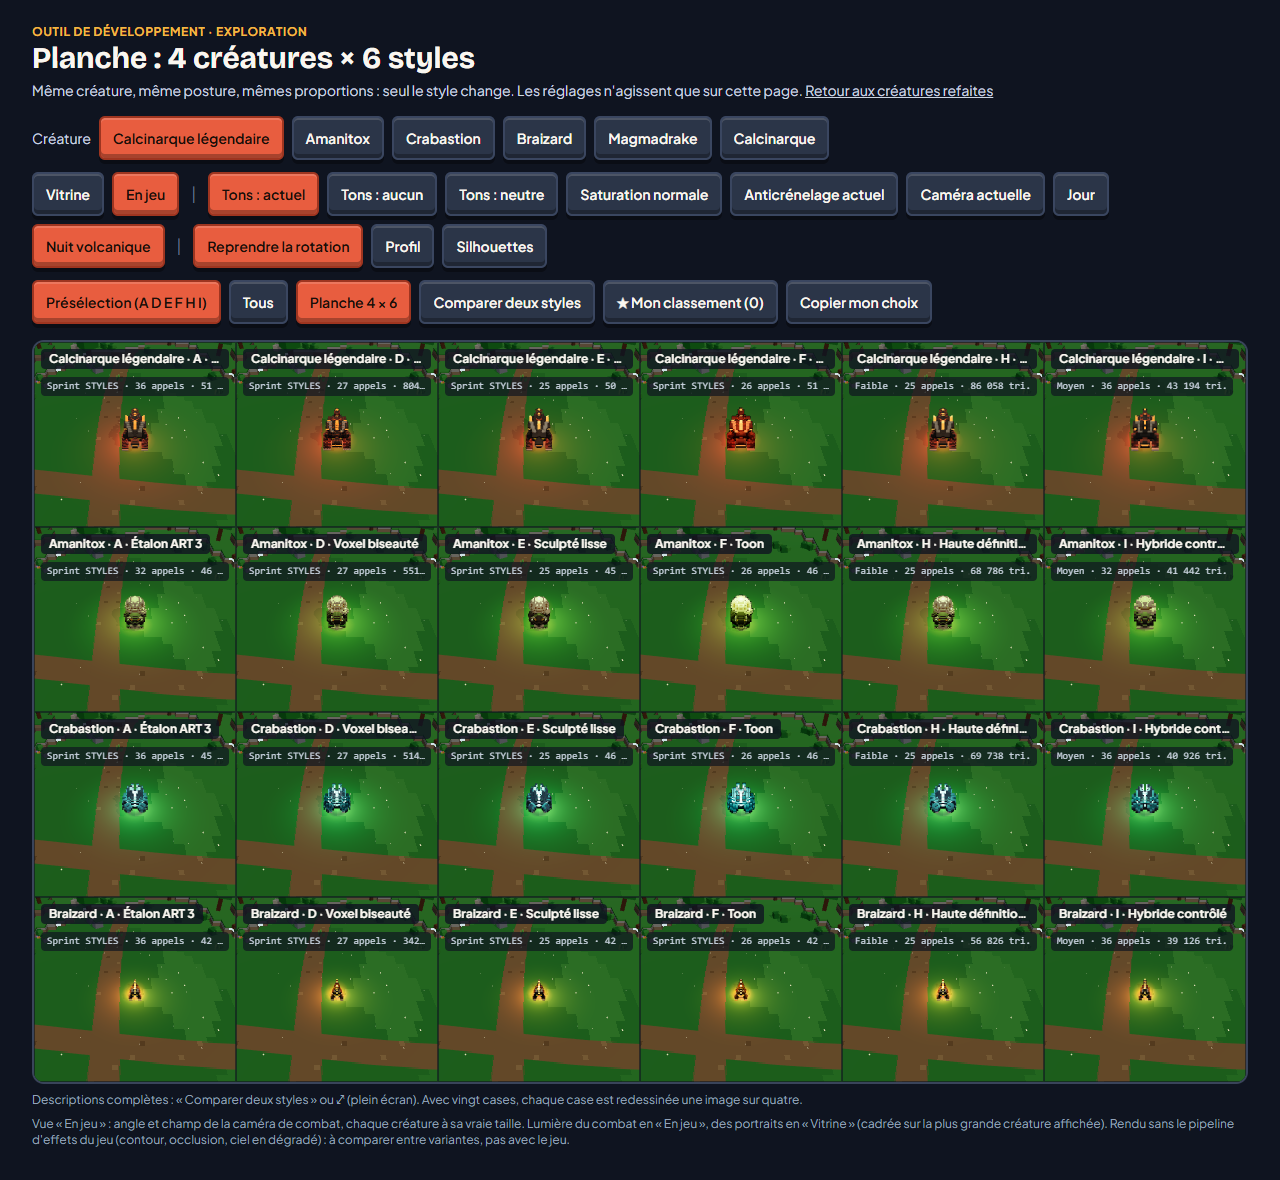 OUTIL DE DÉVELOPPEMENT · EXPLORATION
Planche : 4 créatures × 6 styles
Même créature, même posture, mêmes proportions : seul le style change. Les réglages n'agissent que sur cette page. Retour aux créatures refaites
Créature Calcinarque légendaire Amanitox Crabastion Braizard Magmadrake Calcinarque
Vitrine En jeu | Tons : actuel Tons : aucun Tons : neutre Saturation normale Anticrénelage actuel Caméra actuelle Jour
Nuit volcanique | Reprendre la rotation Profil Silhouettes
Présélection (A D E F H I) Tous Planche 4 × 6 Comparer deux styles ★ Mon classement (0) Copier mon choix
Calcinarque légendaire · A · … Calcinarque légendaire · D · … Calcinarque légendaire · E · … Calcinarque légendaire · F · … Calcinarque légendaire · H · … Calcinarque légendaire · I · …
Sprint STYLES · 36 appels · 51 … Sprint STYLES · 27 appels · 804… Sprint STYLES · 25 appels · 50 … Sprint STYLES · 26 appels · 51 … Faible · 25 appels · 86 058 tri. Moyen · 36 appels · 43 194 tri.
Amanitox · A · Étalon ART 3 Amanitox · D · Voxel biseauté Amanitox · E · Sculpté lisse Amanitox · F · Toon Amanitox · H · Haute définiti… Amanitox · I · Hybride contr…
Sprint STYLES · 32 appels · 46 … Sprint STYLES · 27 appels · 551… Sprint STYLES · 25 appels · 45 … Sprint STYLES · 26 appels · 46 … Faible · 25 appels · 68 786 tri. Moyen · 32 appels · 41 442 tri.
Crabastion · A · Étalon ART 3 Crabastion · D · Voxel bisea… Crabastion · E · Sculpté lisse Crabastion · F · Toon Crabastion · H · Haute défini… Crabastion · I · Hybride cont…
Sprint STYLES · 36 appels · 45 … Sprint STYLES · 27 appels · 514… Sprint STYLES · 25 appels · 46 … Sprint STYLES · 26 appels · 46 … Faible · 25 appels · 69 738 tri. Moyen · 36 appels · 40 926 tri.
Braizard · A · Étalon ART 3 Braizard · D · Voxel biseauté Braizard · E · Sculpté lisse Braizard · F · Toon Braizard · H · Haute définitio… Braizard · I · Hybride contrôlé
Sprint STYLES · 36 appels · 42 … Sprint STYLES · 27 appels · 342… Sprint STYLES · 25 appels · 42 … Sprint STYLES · 26 appels · 42 … Faible · 25 appels · 56 826 tri. Moyen · 36 appels · 39 126 tri.
Descriptions complètes : « Comparer deux styles » ou ⤢ (plein écran). Avec vingt cases, chaque case est redessinée une image sur quatre.
Vue « En jeu » : angle et champ de la caméra de combat, chaque créature à sa vraie taille. Lumière du combat en « En jeu », des portraits en « Vitrine » (cadrée sur la plus grande créature affichée). Rendu sans le pipeline
d'effets du jeu (contour, occlusion, ciel en dégradé) : à comparer entre variantes, pas avec le jeu.